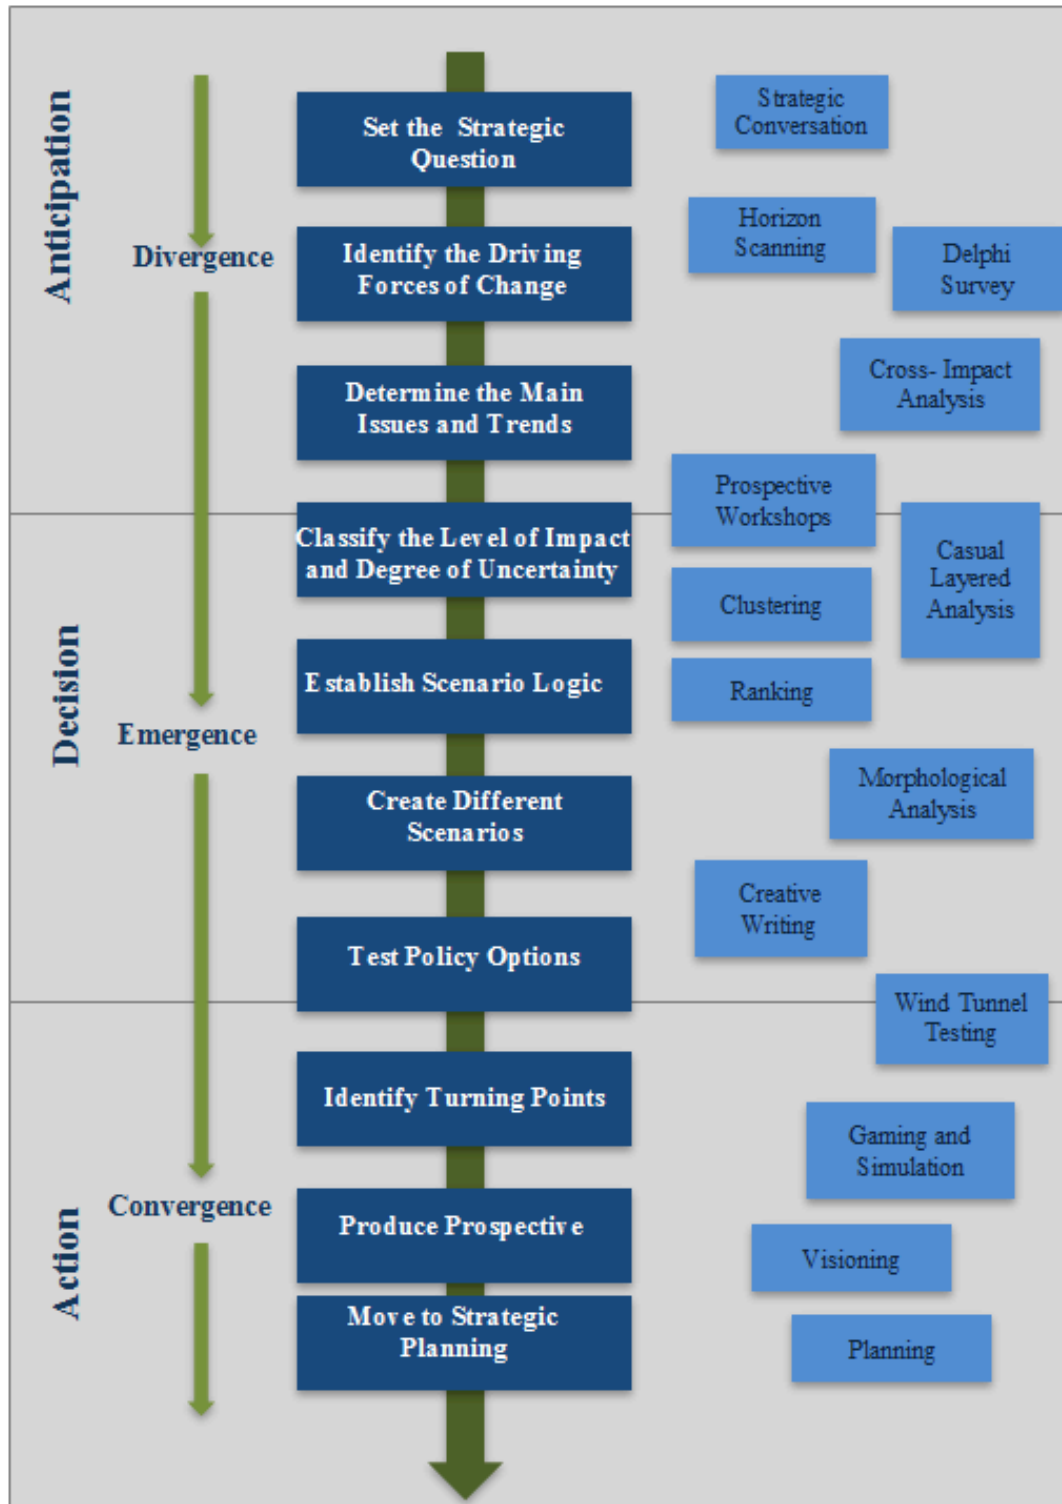 Anticipation
Divergence
Set the Strategic
Question
Identify the Driving
Forces of Change
Determine the Main
Issues and Trends
Strategic
Conversation
Horizon
Scanning
Delphi
Survey
Cross- Impact
Analysis
Prospective
Workshops
Decision
Emergence
Classify the Level of Impact
and Degree of Uncertainty
Establish Scenario Logic
Create Different
Scenarios
Test Policy Options
Casual
Layered
Analysis
Clustering
Ranking
Morphological
Analysis
Creative
Writing
Wind Tunnel
Testing
Action
Convergence
Identify Turning Points
Produce Prospective
Move to Strategic
Planning
Gaming and
Simulation
Visioning
Planning